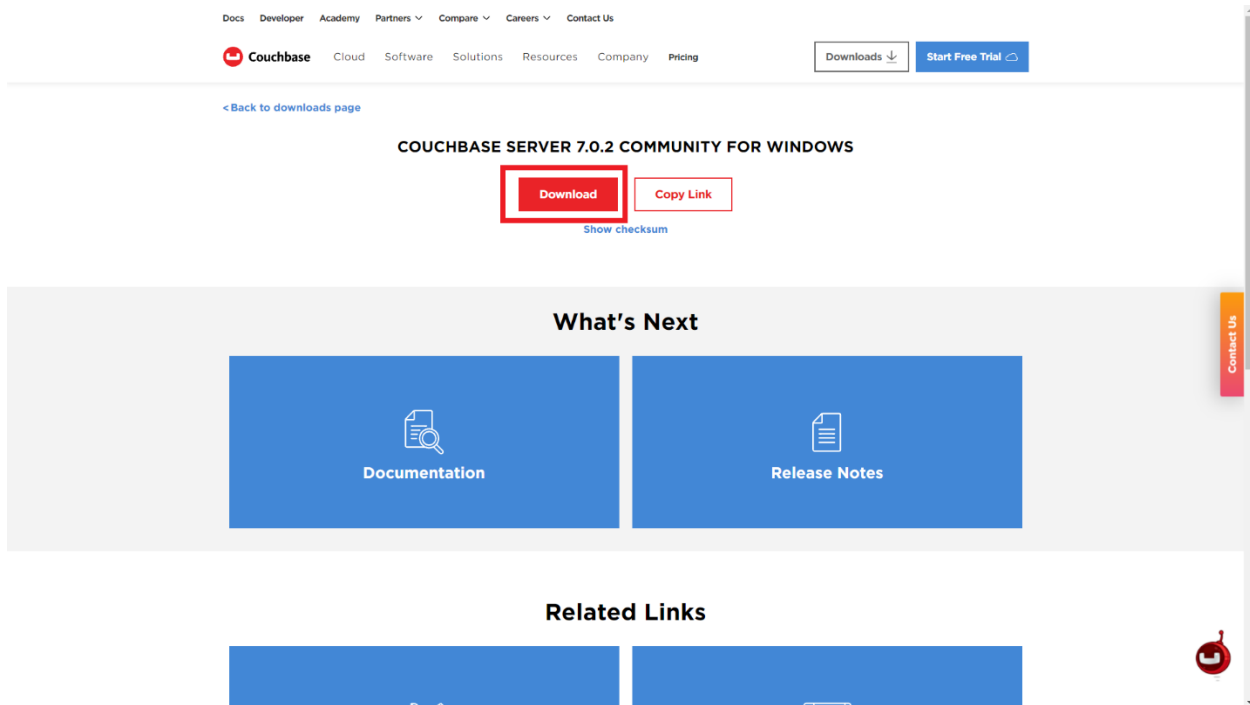 Docs Developer Academy Partners Compare Careers Contact Us
Couchbase Cloud Software Solutions Resources Company Pricing Downloads Start Free Trial
<Back to downloads page
COUCHBASE SERVER 7.0.2 COMMUNITY FOR WINDOWS
Download Copy Link
Show checksum
What's Next
Contact Us
Documentation Release Notes
Related Links